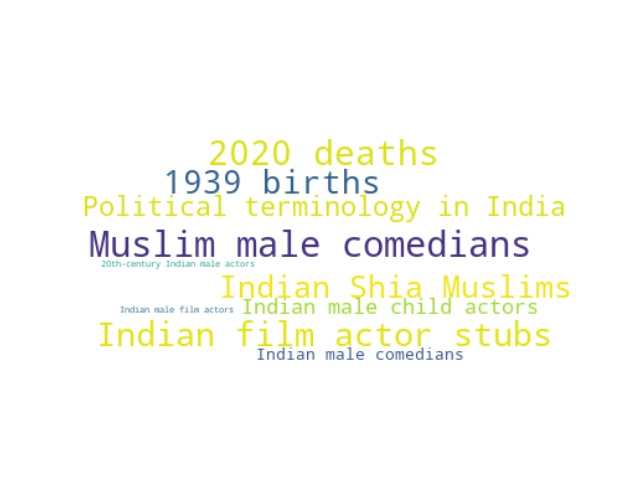 2020 deaths
1939 births
Political terminology in India
Muslim male comedians
20th-century Indian male actors
Indian Shia Muslims
Indian male film actors Indian male child actors
Indian film actor stubs
Indian male comedians